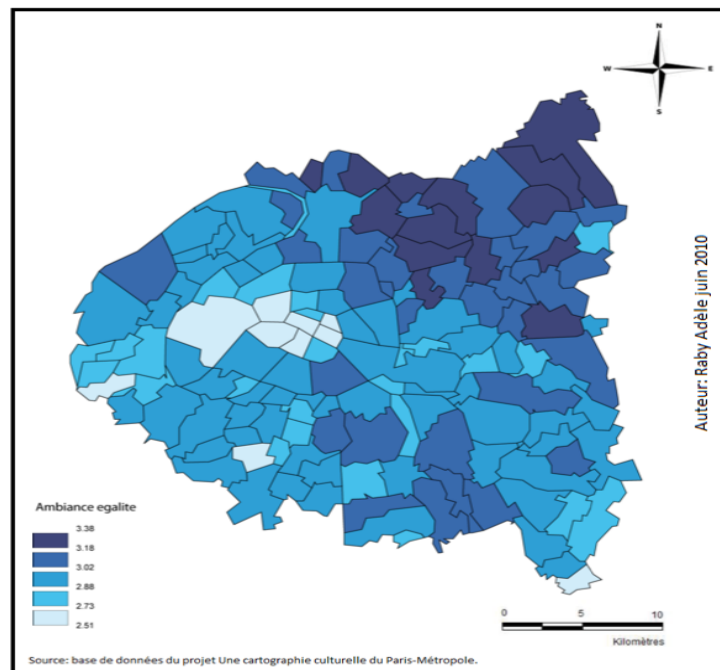 N
W
E
S
Auteur: Raby Adèle juin 2010
Ambiance egalite
3.38
3.18
3.02
2.88
2.73
2.51
0 5 10
Kilomètres
Source: base de données du projet Une cartographie culturelle du Paris-Métropole.